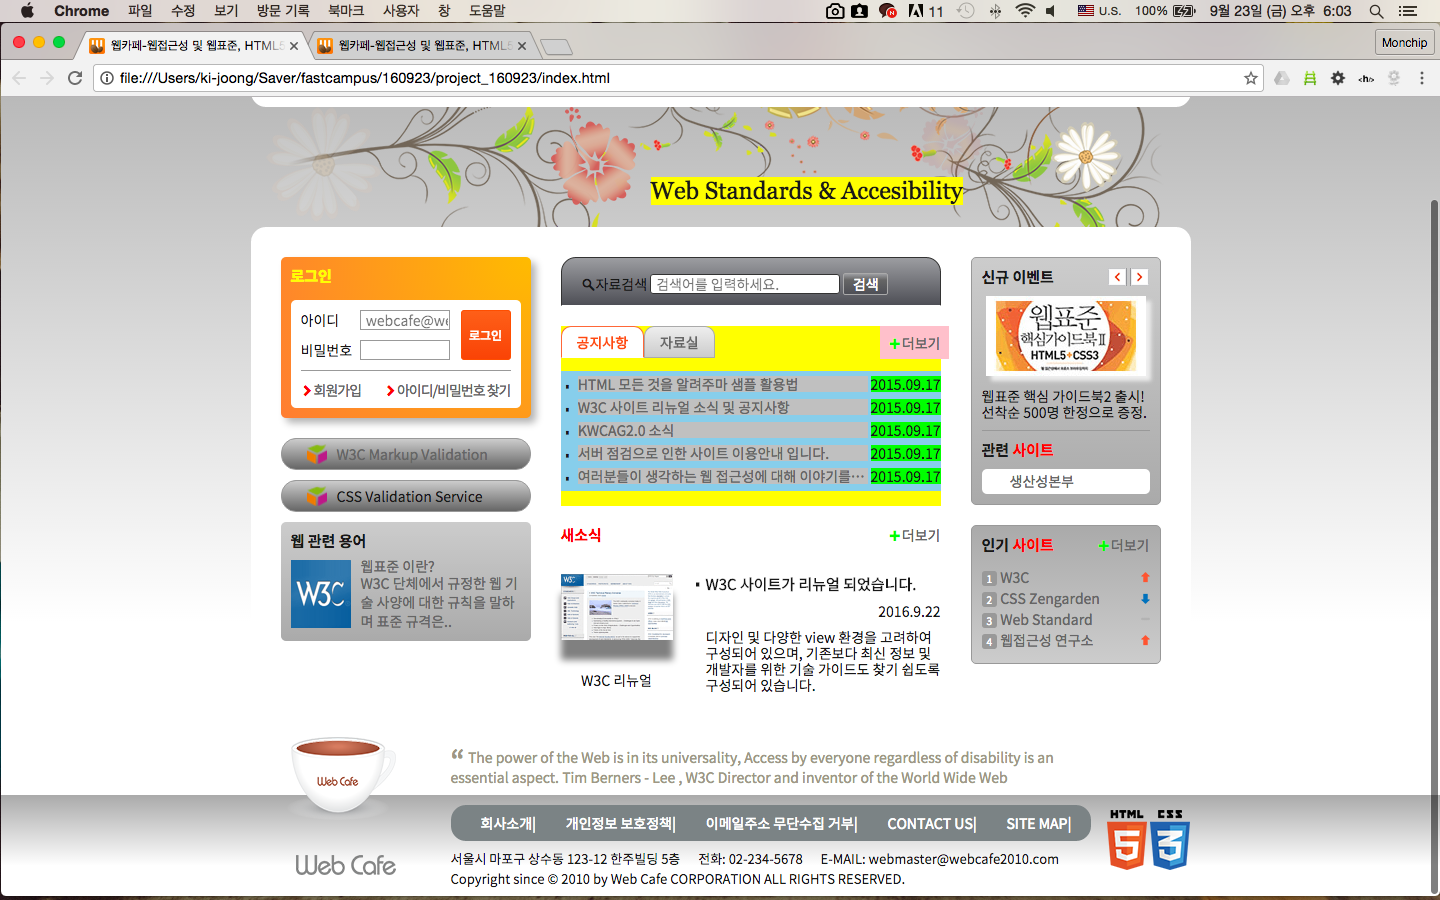 Chrome 파일 수정 보기 방문 기록 북마크 사용자 창 도움말 11 U.S. 100% 9월 23일 (금) 오후 6:03
웹카페-웹접근성 및 웹표준, HTML5 웹카페-웹접근성 및 웹표준, HTML5 Monchip
file:///Users/ki-joong/Saver/fastcampus/160923/project_160923/index.html
Web Standards & Accesibility
로그인
아이디 webcafe@we
비밀번호
로그인
회원가입 아이디/비밀번호 찾기
W3C Markup Validation
CSS Validation Service
웹 관련 용어
W3C
웹표준 이란?
W3C 단체에서 규정한 웹 기
술 사양에 대한 규칙을 말하
며 표준 규격은..
자료검색 검색어를 입력하세요. 검색
공지사항 자료실 +더보기
HTML 모든 것을 알려주마 샘플 활용법 2015.09.17
W3C 사이트 리뉴얼 소식 및 공지사항 2015.09.17
KWCAG2.0 소식 2015.09.17
서버 점검으로 인한 사이트 이용안내 입니다. 2015.09.17
여러분들이 생각하는 웹 접근성에 대해 이야기를… 2015.09.17
새소식 +더보기
W3C 리뉴얼
W3C 사이트가 리뉴얼 되었습니다.
2016.9.22
디자인 및 다양한 view 환경을 고려하여
구성되어 있으며, 기존보다 최신 정보 및
개발자를 위한 기술 가이드도 찾기 쉽도록
구성되어 있습니다.
신규 이벤트
웹표준
핵심가이드북II
HTML5+CSS3
웹표준 핵심 가이드북2 출시!
선착순 500명 한정으로 증정.
관련 사이트
생산성본부
인기 사이트 +더보기
1 W3C
2 CSS Zengarden
3 Web Standard
4 웹접근성 연구소
Web Cafe
“ The power of the Web is in its universality, Access by everyone regardless of disability is an
essential aspect. Tim Berners - Lee , W3C Director and inventor of the World Wide Web
회사소개| 개인정보 보호정책| 이메일주소 무단수집 거부| CONTACT US| SITE MAP|
HTML 5 CSS 3
Web Cafe
서울시 마포구 상수동 123-12 한주빌딩 5층 전화: 02-234-5678 E-MAIL: webmaster@webcafe2010.com
Copyright since © 2010 by Web Cafe CORPORATION ALL RIGHTS RESERVED.